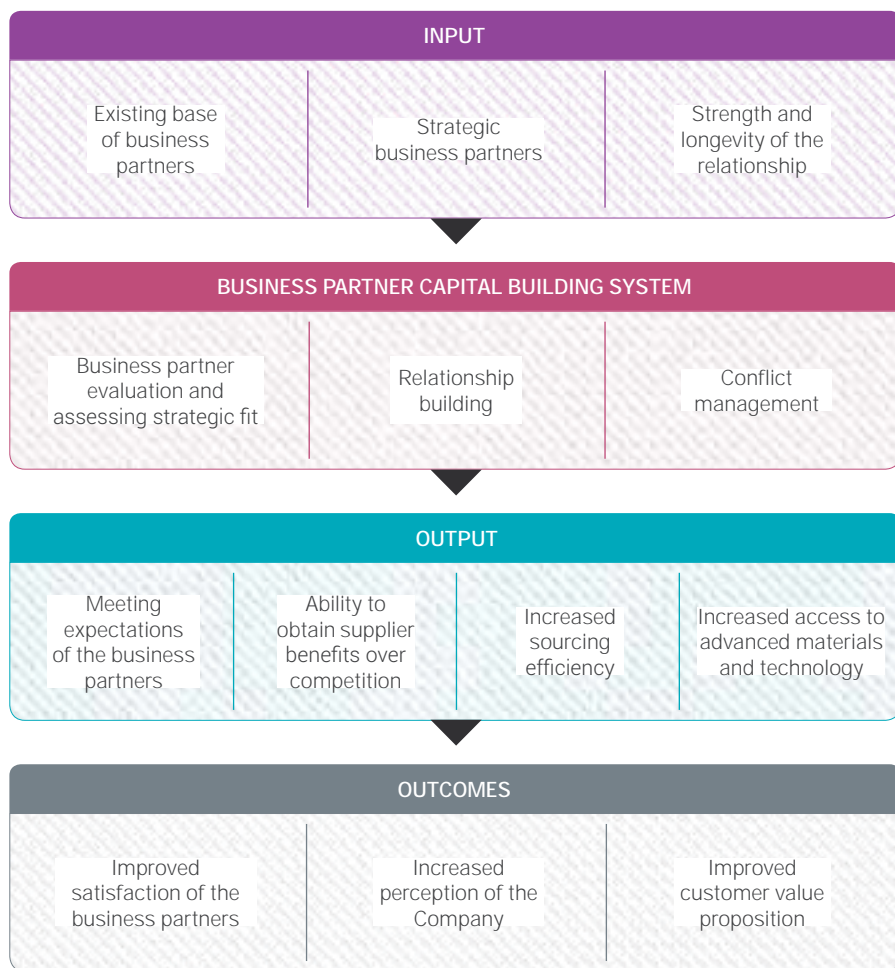 INPUT
Existing base
of business
partners
Strategic
business partners
Strength and
longevity of the
relationship
BUSINESS PARTNER CAPITAL BUILDING SYSTEM
Business partner
evaluation and
assessing strategic fit
Relationship
building
Conflict
management
OUTPUT
Meeting
expectations
of the business
partners
Ability to
obtain supplier
benefits over
competition
Increased
sourcing
efficiency
Increased access to
advanced materials
and technology
OUTCOMES
Improved
satisfaction of the
business partners
Increased
perception of the
Company
Improved
customer value
proposition